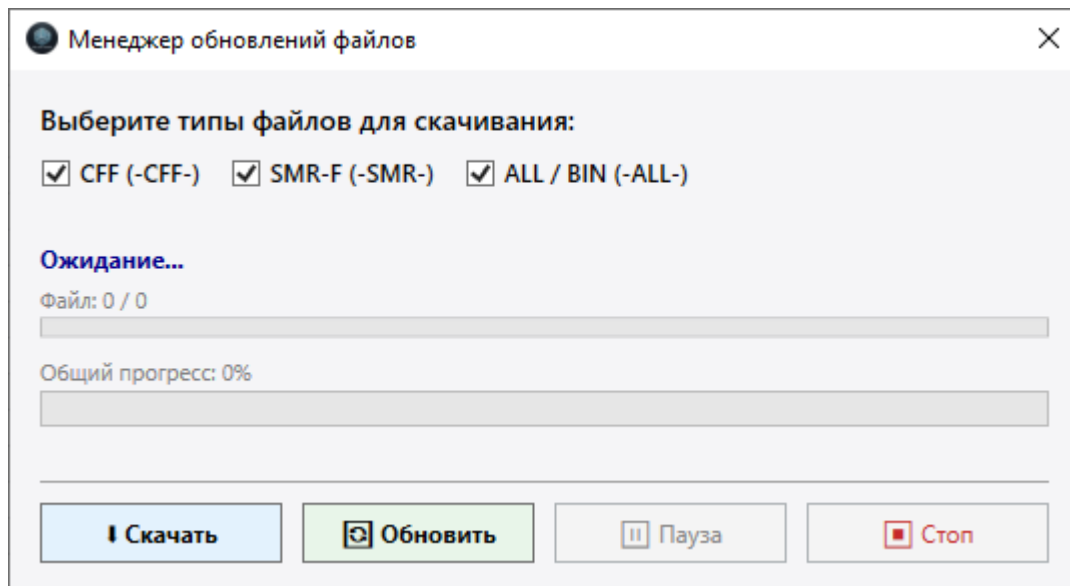 Менеджер обновлений файлов
Выберите типы файлов для скачивания:
CFF (-CFF-) SMR-F (-SMR-) ALL / BIN (-ALL-)
Ожидание...
Файл: 0 / 0
Общий прогресс: 0%
Скачать Обновить Пауза Стоп